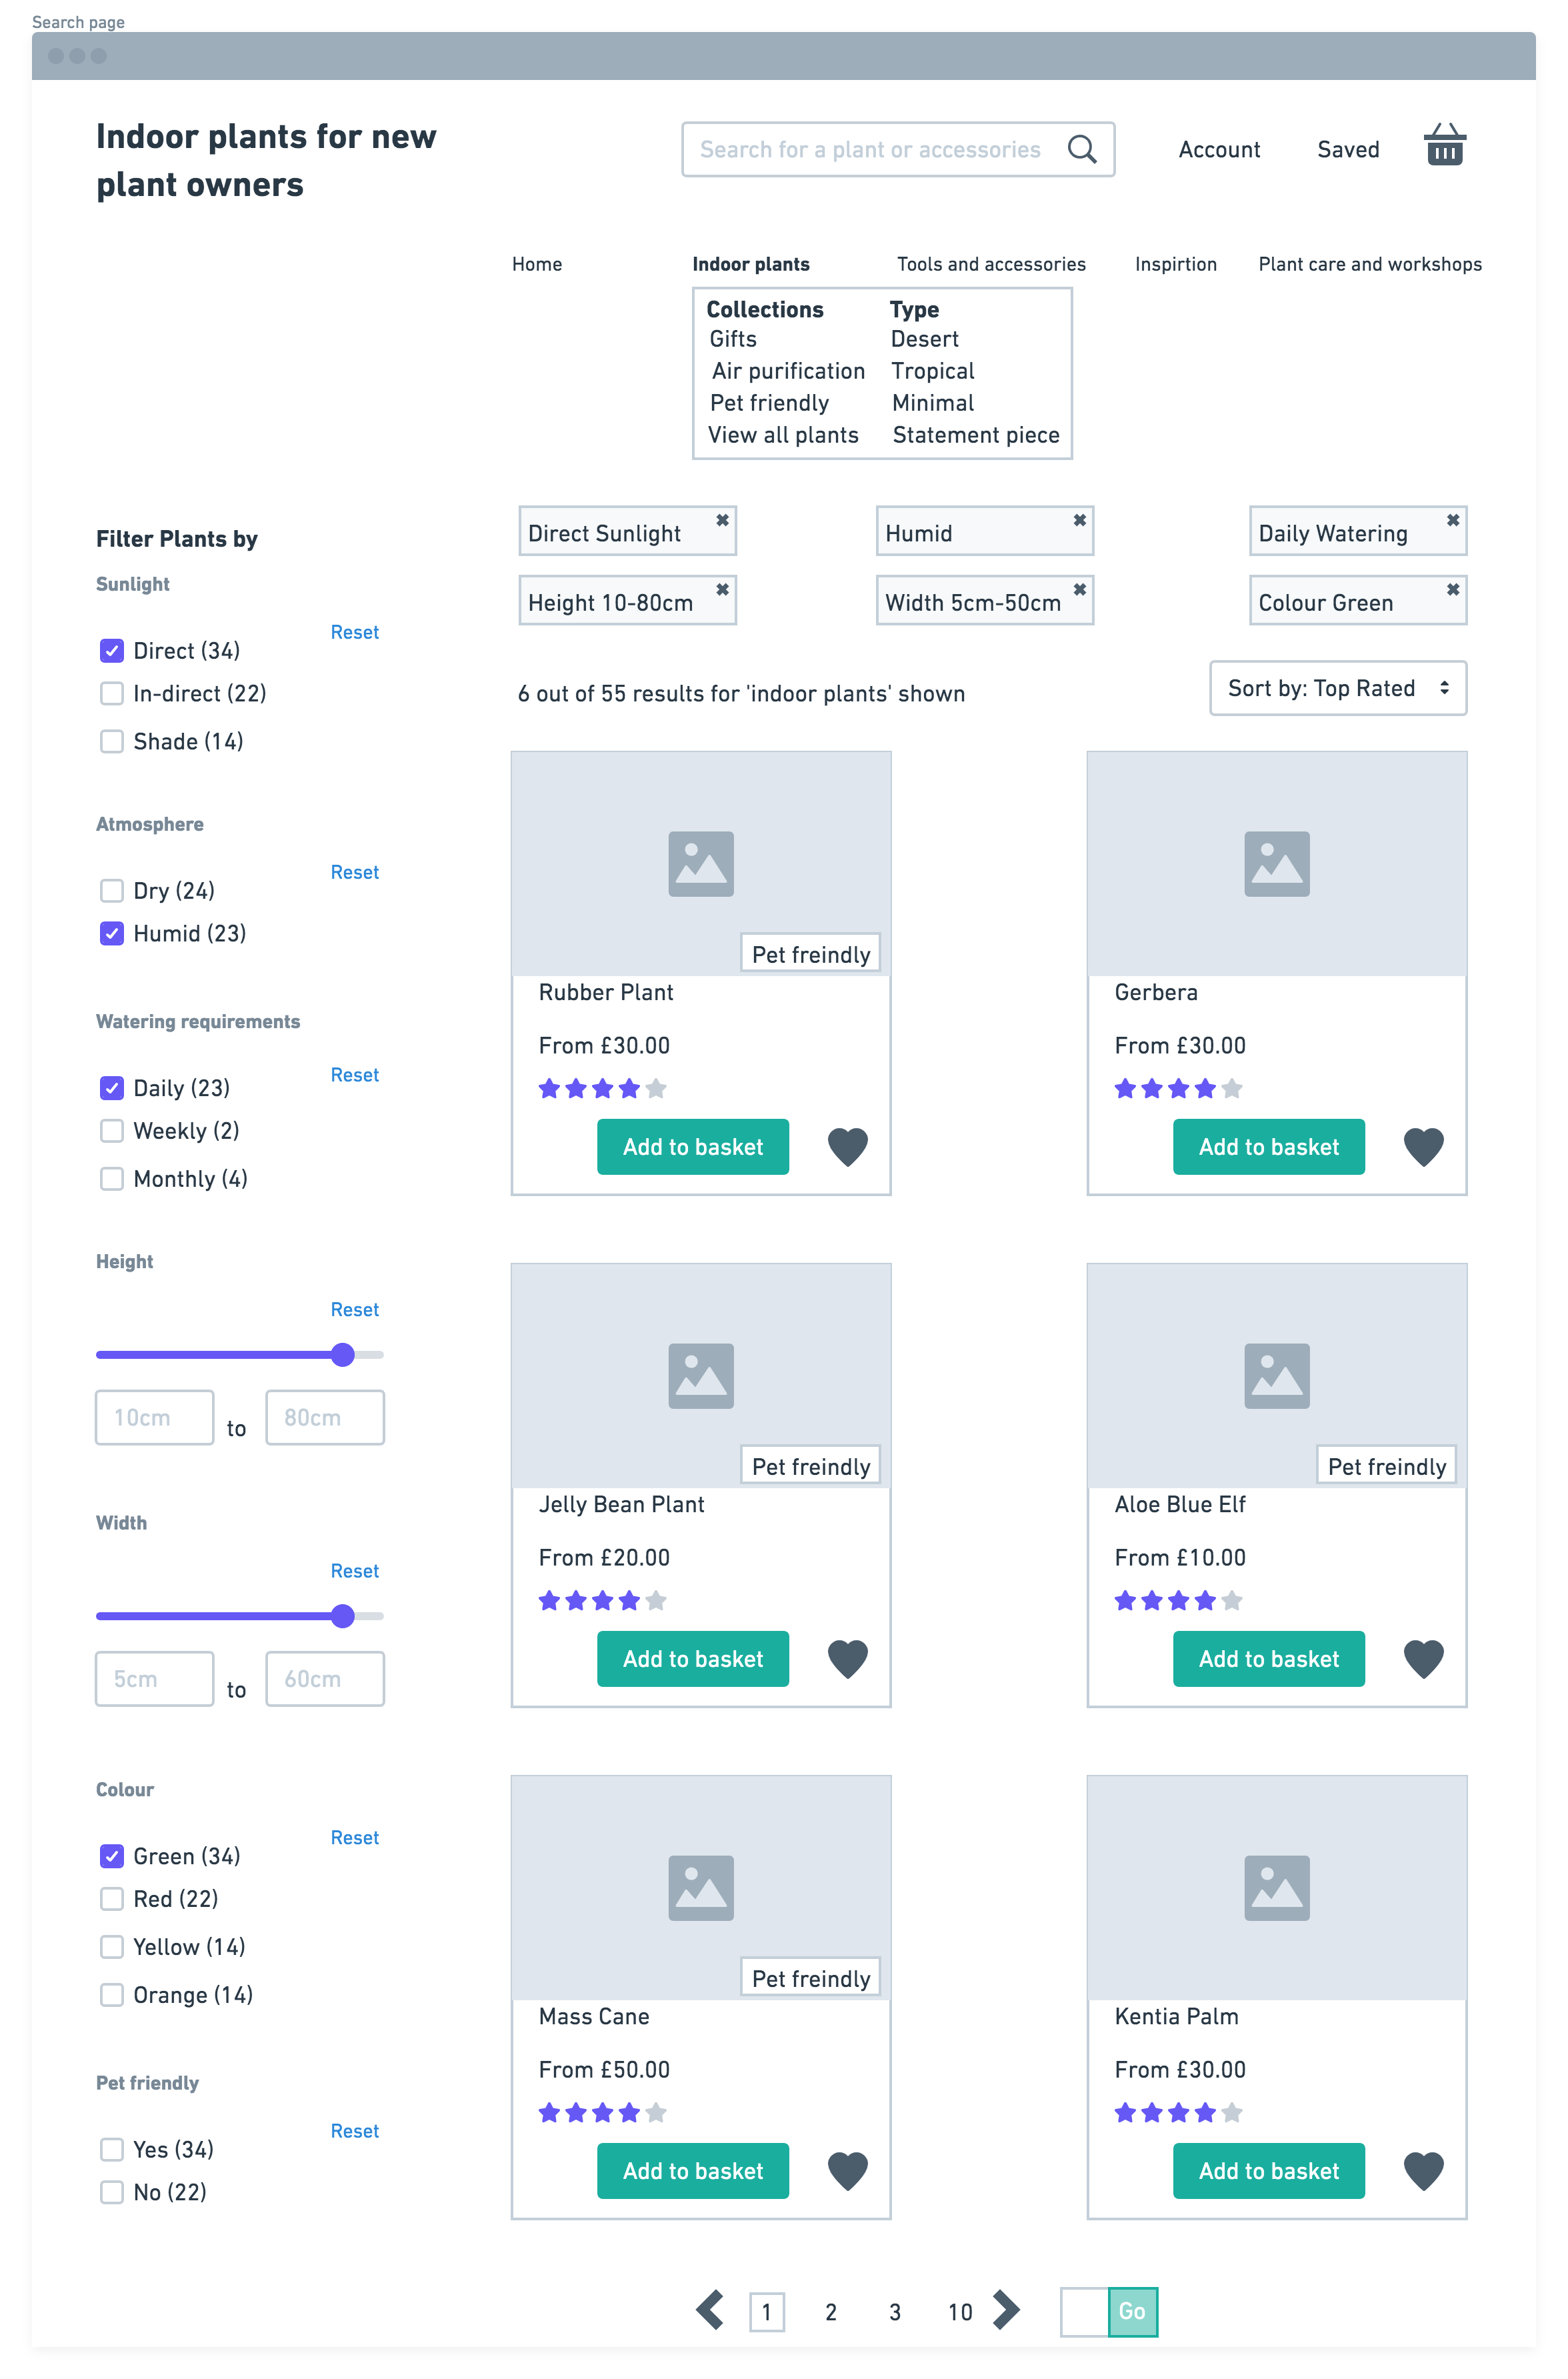 Search page
Indoor plants for new
plant owners
Search for a plant or accessories
Account
Saved
Home
Indoor plants
Tools and accessories
Inspirtion
Plant care and workshops
Collections
Type
Gifts
Desert
Air purification
Tropical
Pet friendly
Minimal
View all plants
Statement piece
Filter Plants by
Sunlight
Reset
Direct (34)
In-direct (22)
Shade (14)
Atmosphere
Reset
Dry (24)
Humid (23)
Watering requirements
Reset
Daily (23)
Weekly (2)
Monthly (4)
Height
Reset
10cm
to
80cm
Width
Reset
5cm
to
60cm
Colour
Reset
Green (34)
Red (22)
Yellow (14)
Orange (14)
Pet friendly
Reset
Yes (34)
No (22)
Direct Sunlight
Humid
Daily Watering
Height 10-80cm
Width 5cm-50cm
Colour Green
6 out of 55 results for 'indoor plants' shown
Sort by: Top Rated
Pet freindly
Rubber Plant
From £30.00
Add to basket
Gerbera
From £30.00
Add to basket
Pet freindly
Jelly Bean Plant
From £20.00
Add to basket
Pet freindly
Aloe Blue Elf
From £10.00
Add to basket
Pet freindly
Mass Cane
From £50.00
Add to basket
Kentia Palm
From £30.00
Add to basket
1
2
3
10
Go